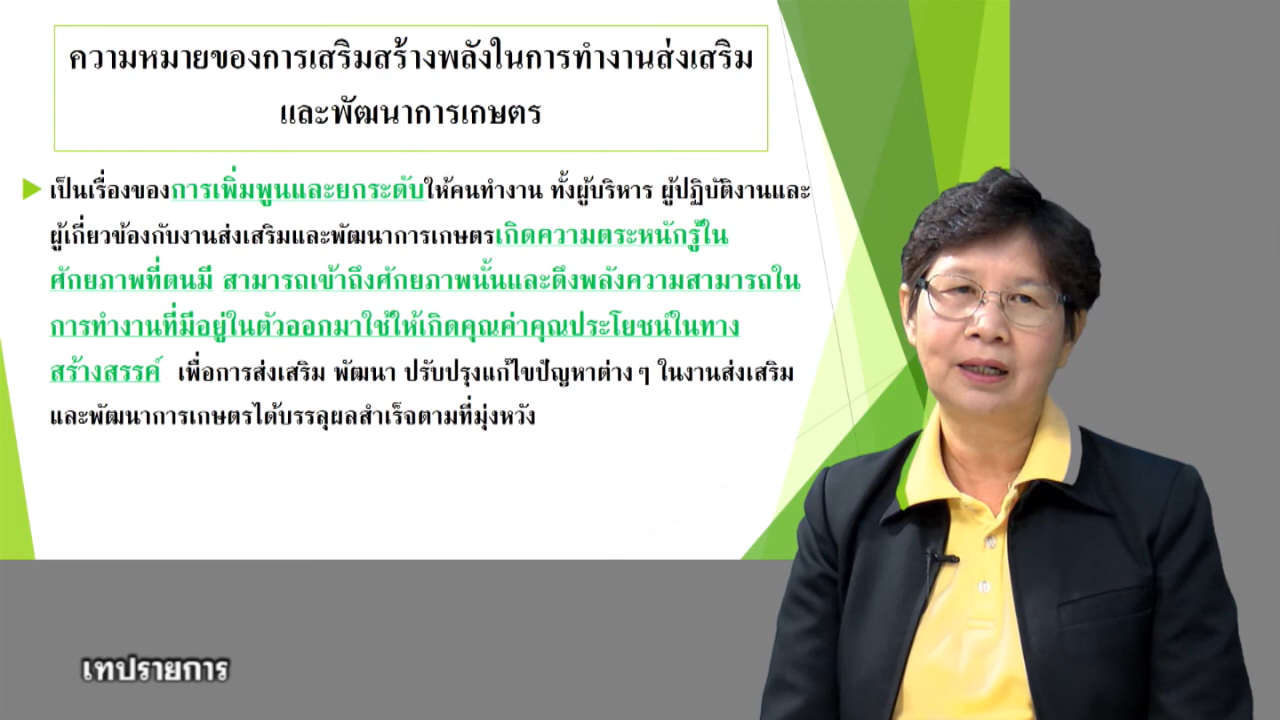 ความหมายของการเสริมสร้างพลังในการทำงานส่งเสริม
และพัฒนาการเกษตร
เป็นเรื่องของการเพิ่มพูนและยกระดับให้คนทำงาน ทั้งผู้บริหาร ผู้ปฏิบัติงานและ
ผู้เกี่ยวข้องกับงานส่งเสริมและพัฒนาการเกษตรเกิดความตระหนักรู้ใน
ศักยภาพที่ตนมี สามารถเข้าถึงศักยภาพนั้นและดึงพลังความสามารถใน
การทำงานที่มีอยู่ในตัวออกมาใช้ให้เกิดคุณค่าคุณประโยชน์ในทาง
สร้างสรรค์ เพื่อการส่งเสริม พัฒนา ปรับปรุงแก้ไขปัญหาต่าง ๆ ในงานส่งเสริม
และพัฒนาการเกษตรได้บรรลุผลสำเร็จตามที่มุ่งหวัง
เทปรายการ